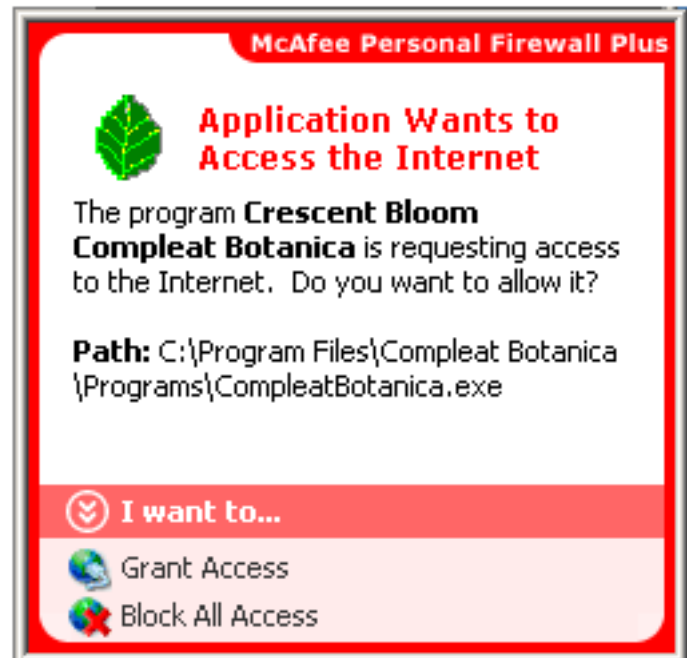 McAfee Personal Firewall Plus
Application Wants to
Access the Internet
The program Crescent Bloom
Compleat Botanica is requesting access
to the Internet.  Do you want to allow it?
Path: C:\Program Files\Compleat Botanica
\Programs\CompleatBotanica.exe
I want to...
Grant Access
Block All Access